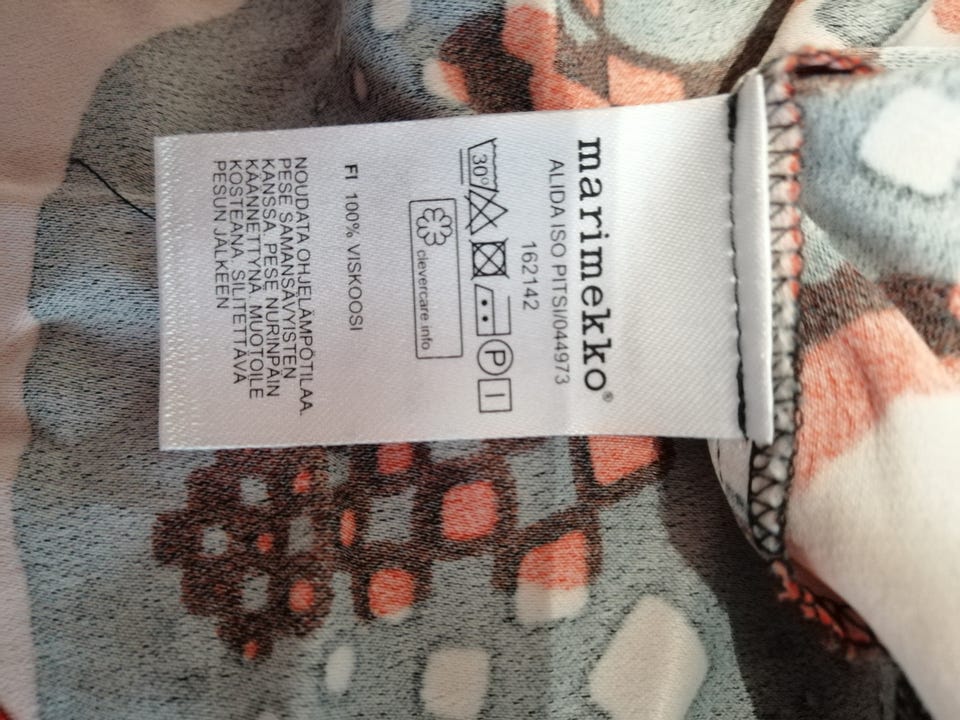 marimekko®
ALIDA ISO PITSI/044973
162142
30°
P
clevercare.info
FI 100% VISKOOSI
NOUDATA OHJELÄMPÖTILAA.
PESE SAMANSÄVYISTEN
KANSSA. PESE NURINPÄIN
KÄÄNNETTYNÄ. MUOTOILE
KOSTEANA. SILITETTÄVÄ
PESUN JÄLKEEN